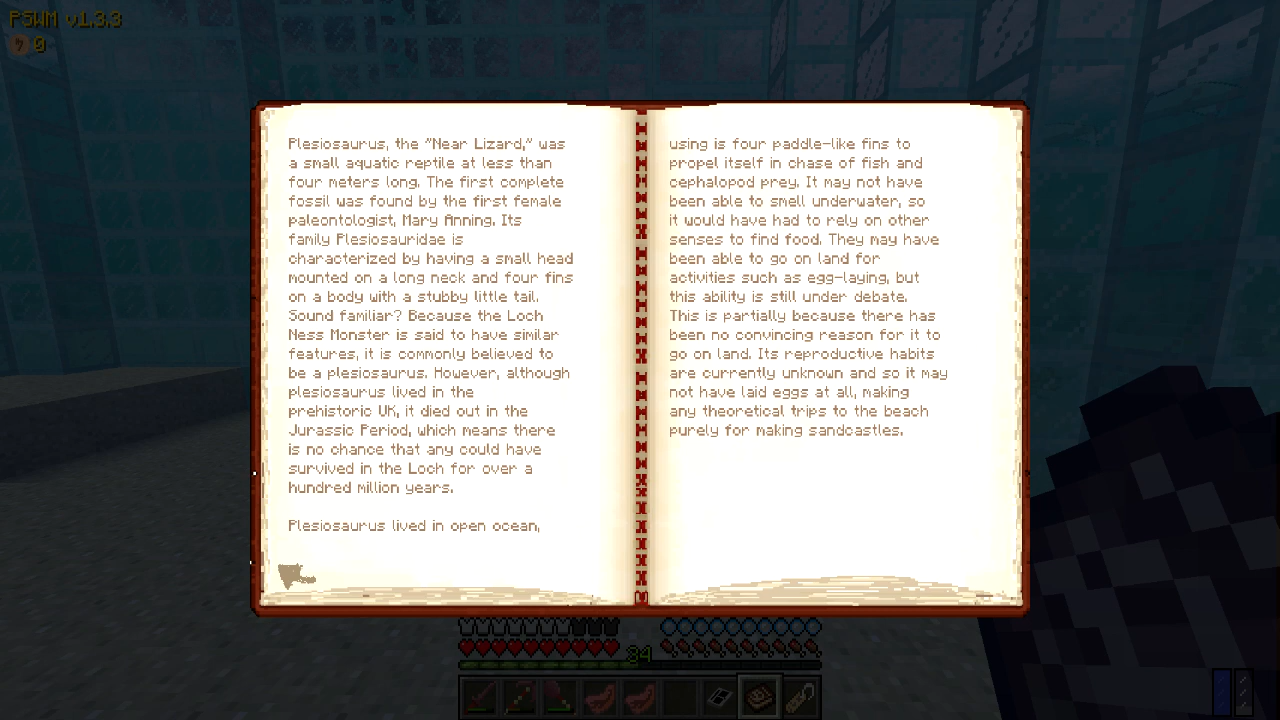 PSWM v1.3.3
0
Plesiosaurus, the "Near Lizard," was
a small aquatic reptile at less than
four meters long. The first complete
fossil was found by the first female
paleontologist, Mary Anning. Its
family Plesiosauridae is
characterized by having a small head
mounted on a long neck and four fins
on a body with a stubby little tail.
Sound familiar? Because the Loch
Ness Monster is said to have similar
features, it is commonly believed to
be a plesiosaurus. However, although
plesiosaurus lived in the
prehistoric UK, it died out in the
Jurassic Period, which means there
is no chance that any could have
survived in the Loch for over a
hundred million years.
Plesiosaurus lived in open ocean,
using is four paddle-like fins to
propel itself in chase of fish and
cephalopod prey. It may not have
been able to smell underwater, so
it would have had to rely on other
senses to find food. They may have
been able to go on land for
activities such as egg-laying, but
this ability is still under debate.
This is partially because there has
been no convincing reason for it to
go on land. Its reproductive habits
are currently unknown and so it may
not have laid eggs at all, making
any theoretical trips to the beach
purely for making sandcastles.
34